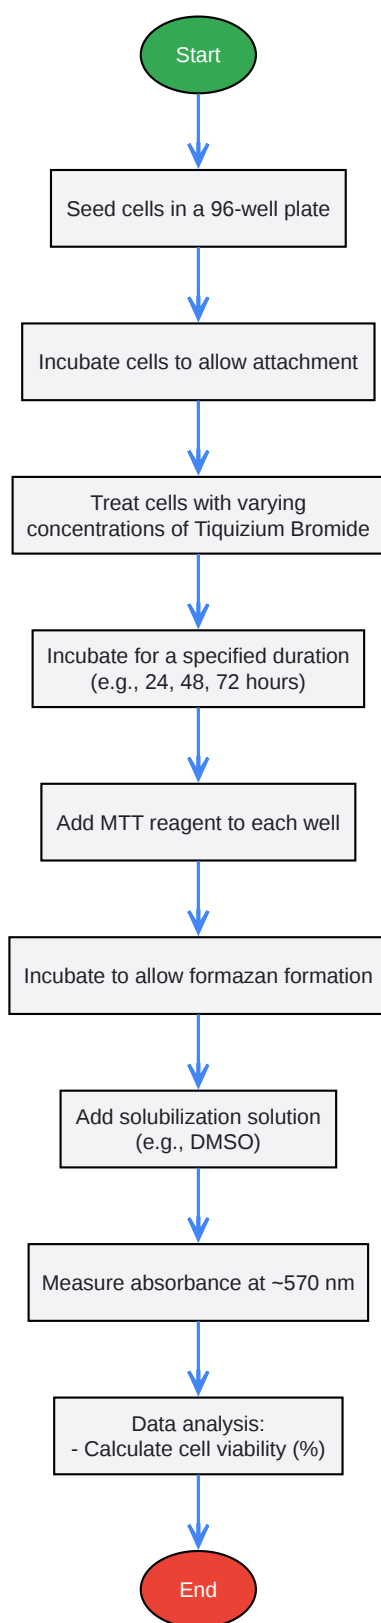 Start
Seed cells in a 96-well plate
Incubate cells to allow attachment
Treat cells with varying
concentrations of Tiquizium Bromide
Incubate for a specified duration
(e.g., 24, 48, 72 hours)
Add MTT reagent to each well
Incubate to allow formazan formation
Add solubilization solution
(e.g., DMSO)
Measure absorbance at ~570 nm
Data analysis:
- Calculate cell viability (%)
End